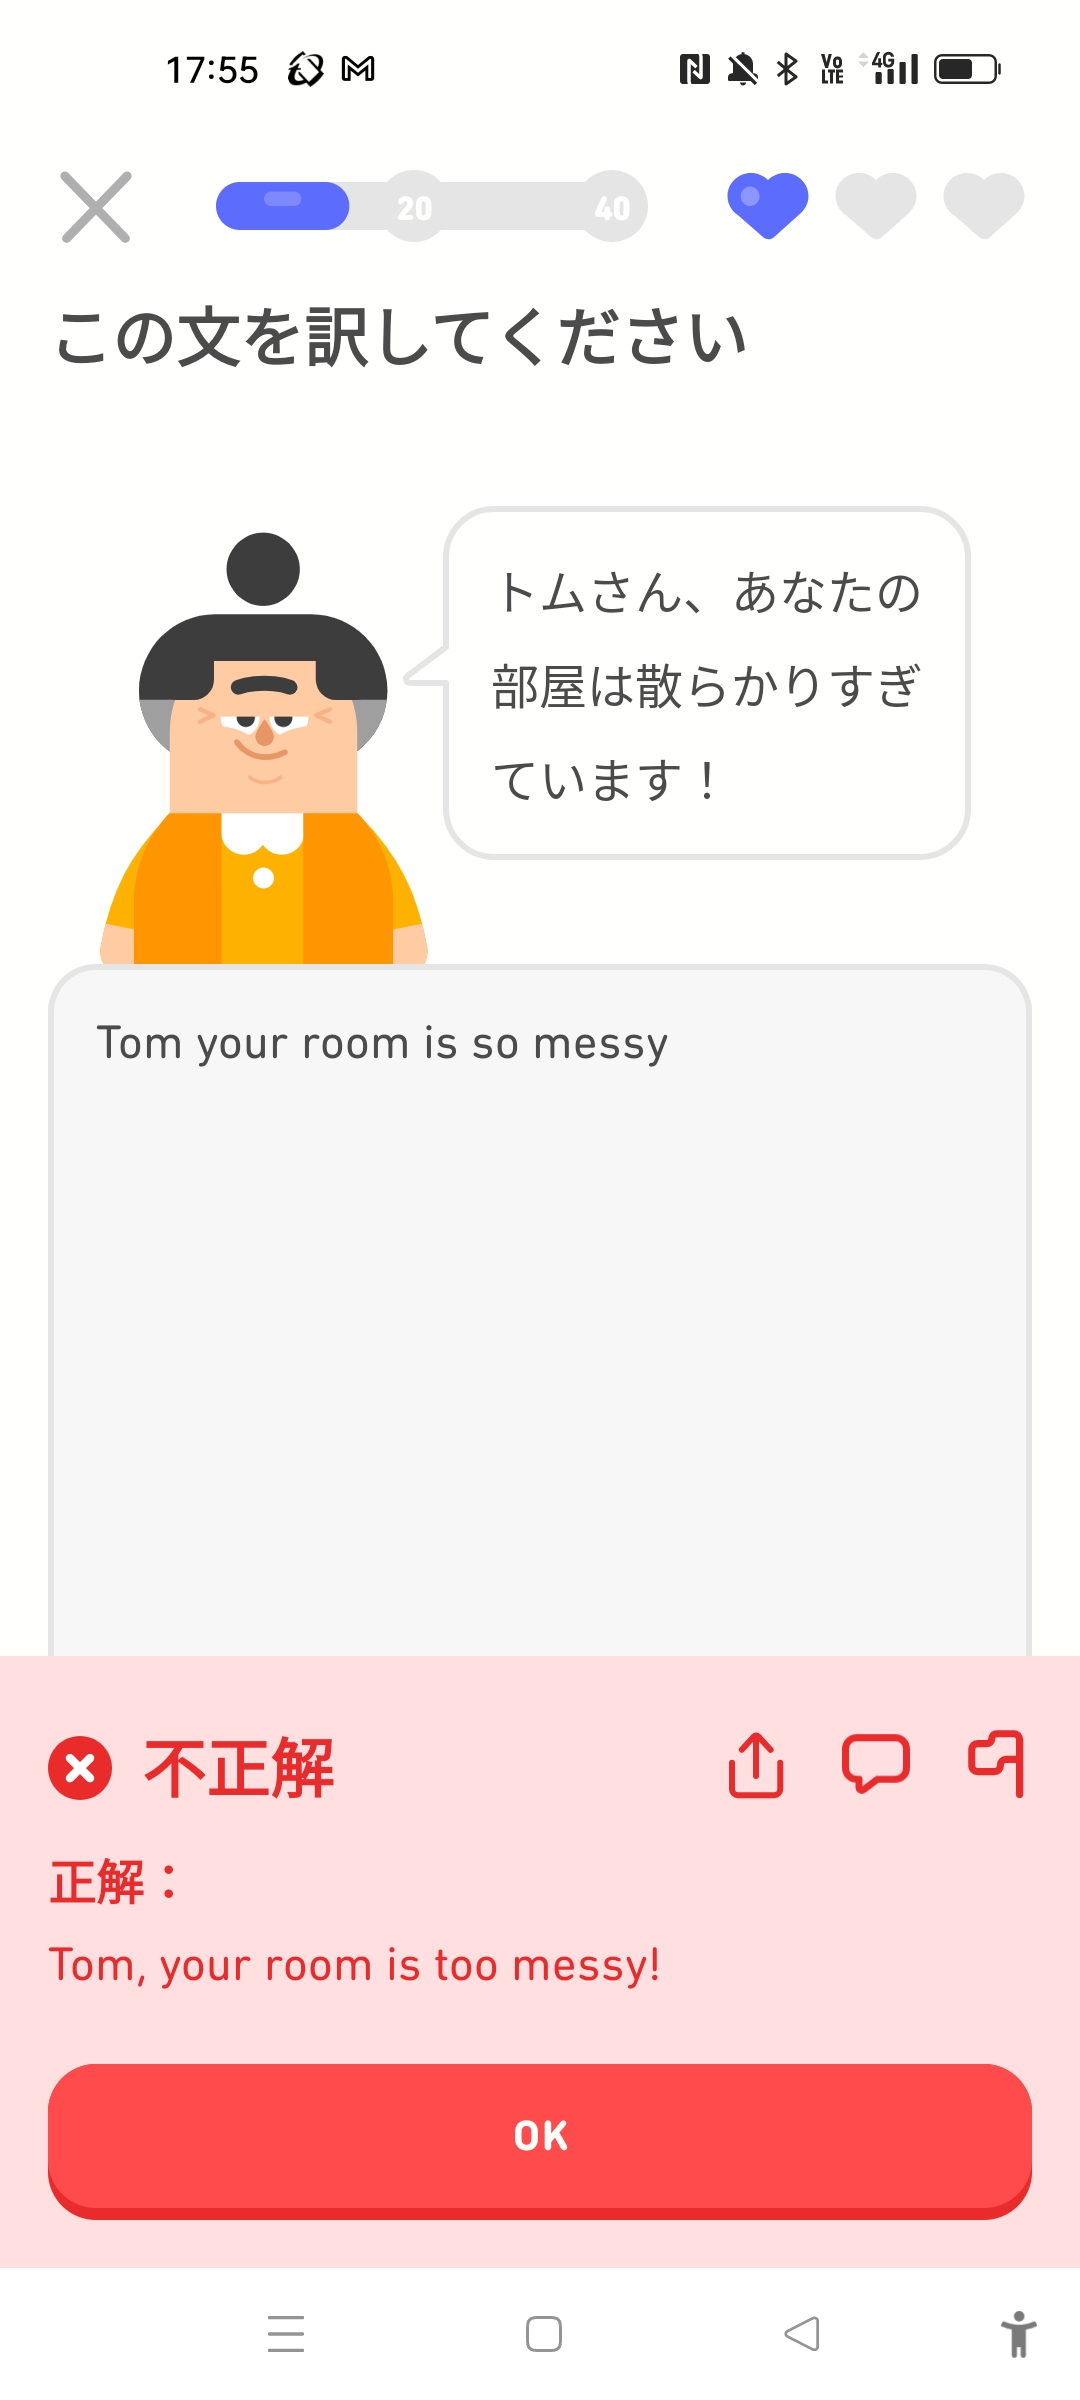 17:55
Vo LTE 4G
20 40
この文を訳してください
トムさん、あなたの
部屋は散らかりすぎ
ています！
Tom your room is so messy
不正解
正解：
Tom, your room is too messy!
OK